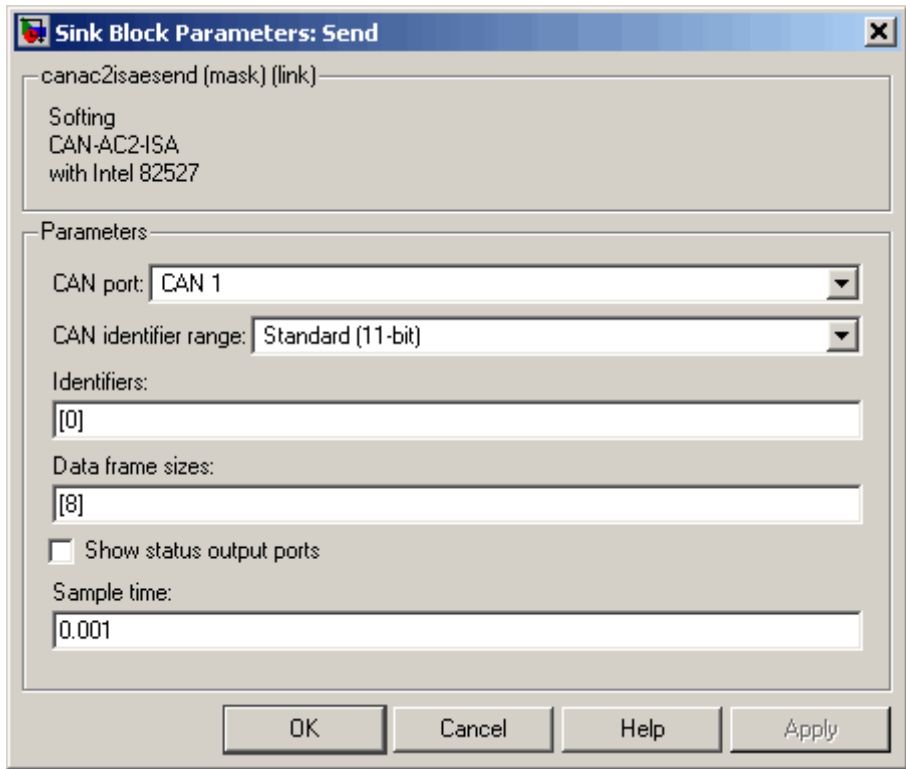 Sink Block Parameters: Send
canac2isaesend (mask) (link)
Softing
CAN-AC2-ISA
with Intel 82527
Parameters
CAN port: CAN 1
CAN identifier range: Standard (11-bit)
Identifiers:
[0]
Data frame sizes:
[8]
Show status output ports
Sample time:
0.001
OK Cancel Help Apply